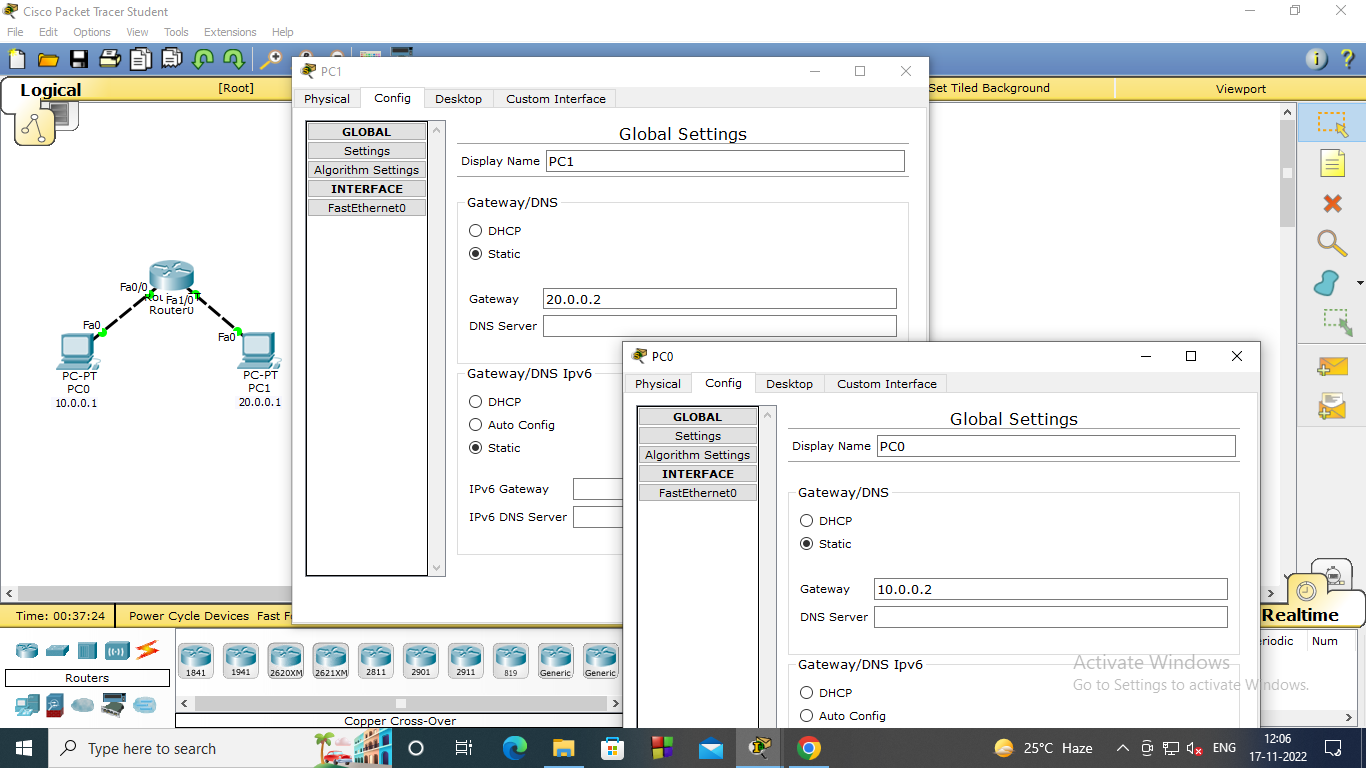 Cisco Packet Tracer Student
File Edit Options View Tools Extensions Help
Logical
[Root]
Set Tiled Background
Viewport
PC1
Physical Config Desktop Custom Interface
GLOBAL
Settings
Algorithm Settings
INTERFACE
FastEthernet0
Global Settings
Display Name PC1
Gateway/DNS
DHCP
Static
Gateway 20.0.0.2
DNS Server
Gateway/DNS Ipv6
DHCP
Auto Config
Static
IPv6 Gateway
IPv6 DNS Server
Fa0/0
Fa1/0
Router0
Fa0
Fa0
PC-PT
PC0
10.0.0.1
PC-PT
PC1
20.0.0.1
PC0
Physical Config Desktop Custom Interface
GLOBAL
Settings
Algorithm Settings
INTERFACE
FastEthernet0
Global Settings
Display Name PC0
Gateway/DNS
DHCP
Static
Gateway 10.0.0.2
DNS Server
Gateway/DNS Ipv6
DHCP
Auto Config
Time: 00:37:24 Power Cycle Devices Fast F
Realtime
eriodic Num
Routers
1841 1941 2620XM 2621XM 2811 2901 2911 819 Generic Generic
Copper Cross-Over
Activate Windows
Go to Settings to activate Windows.
Type here to search
25°C Haze
ENG
12:06
17-11-2022